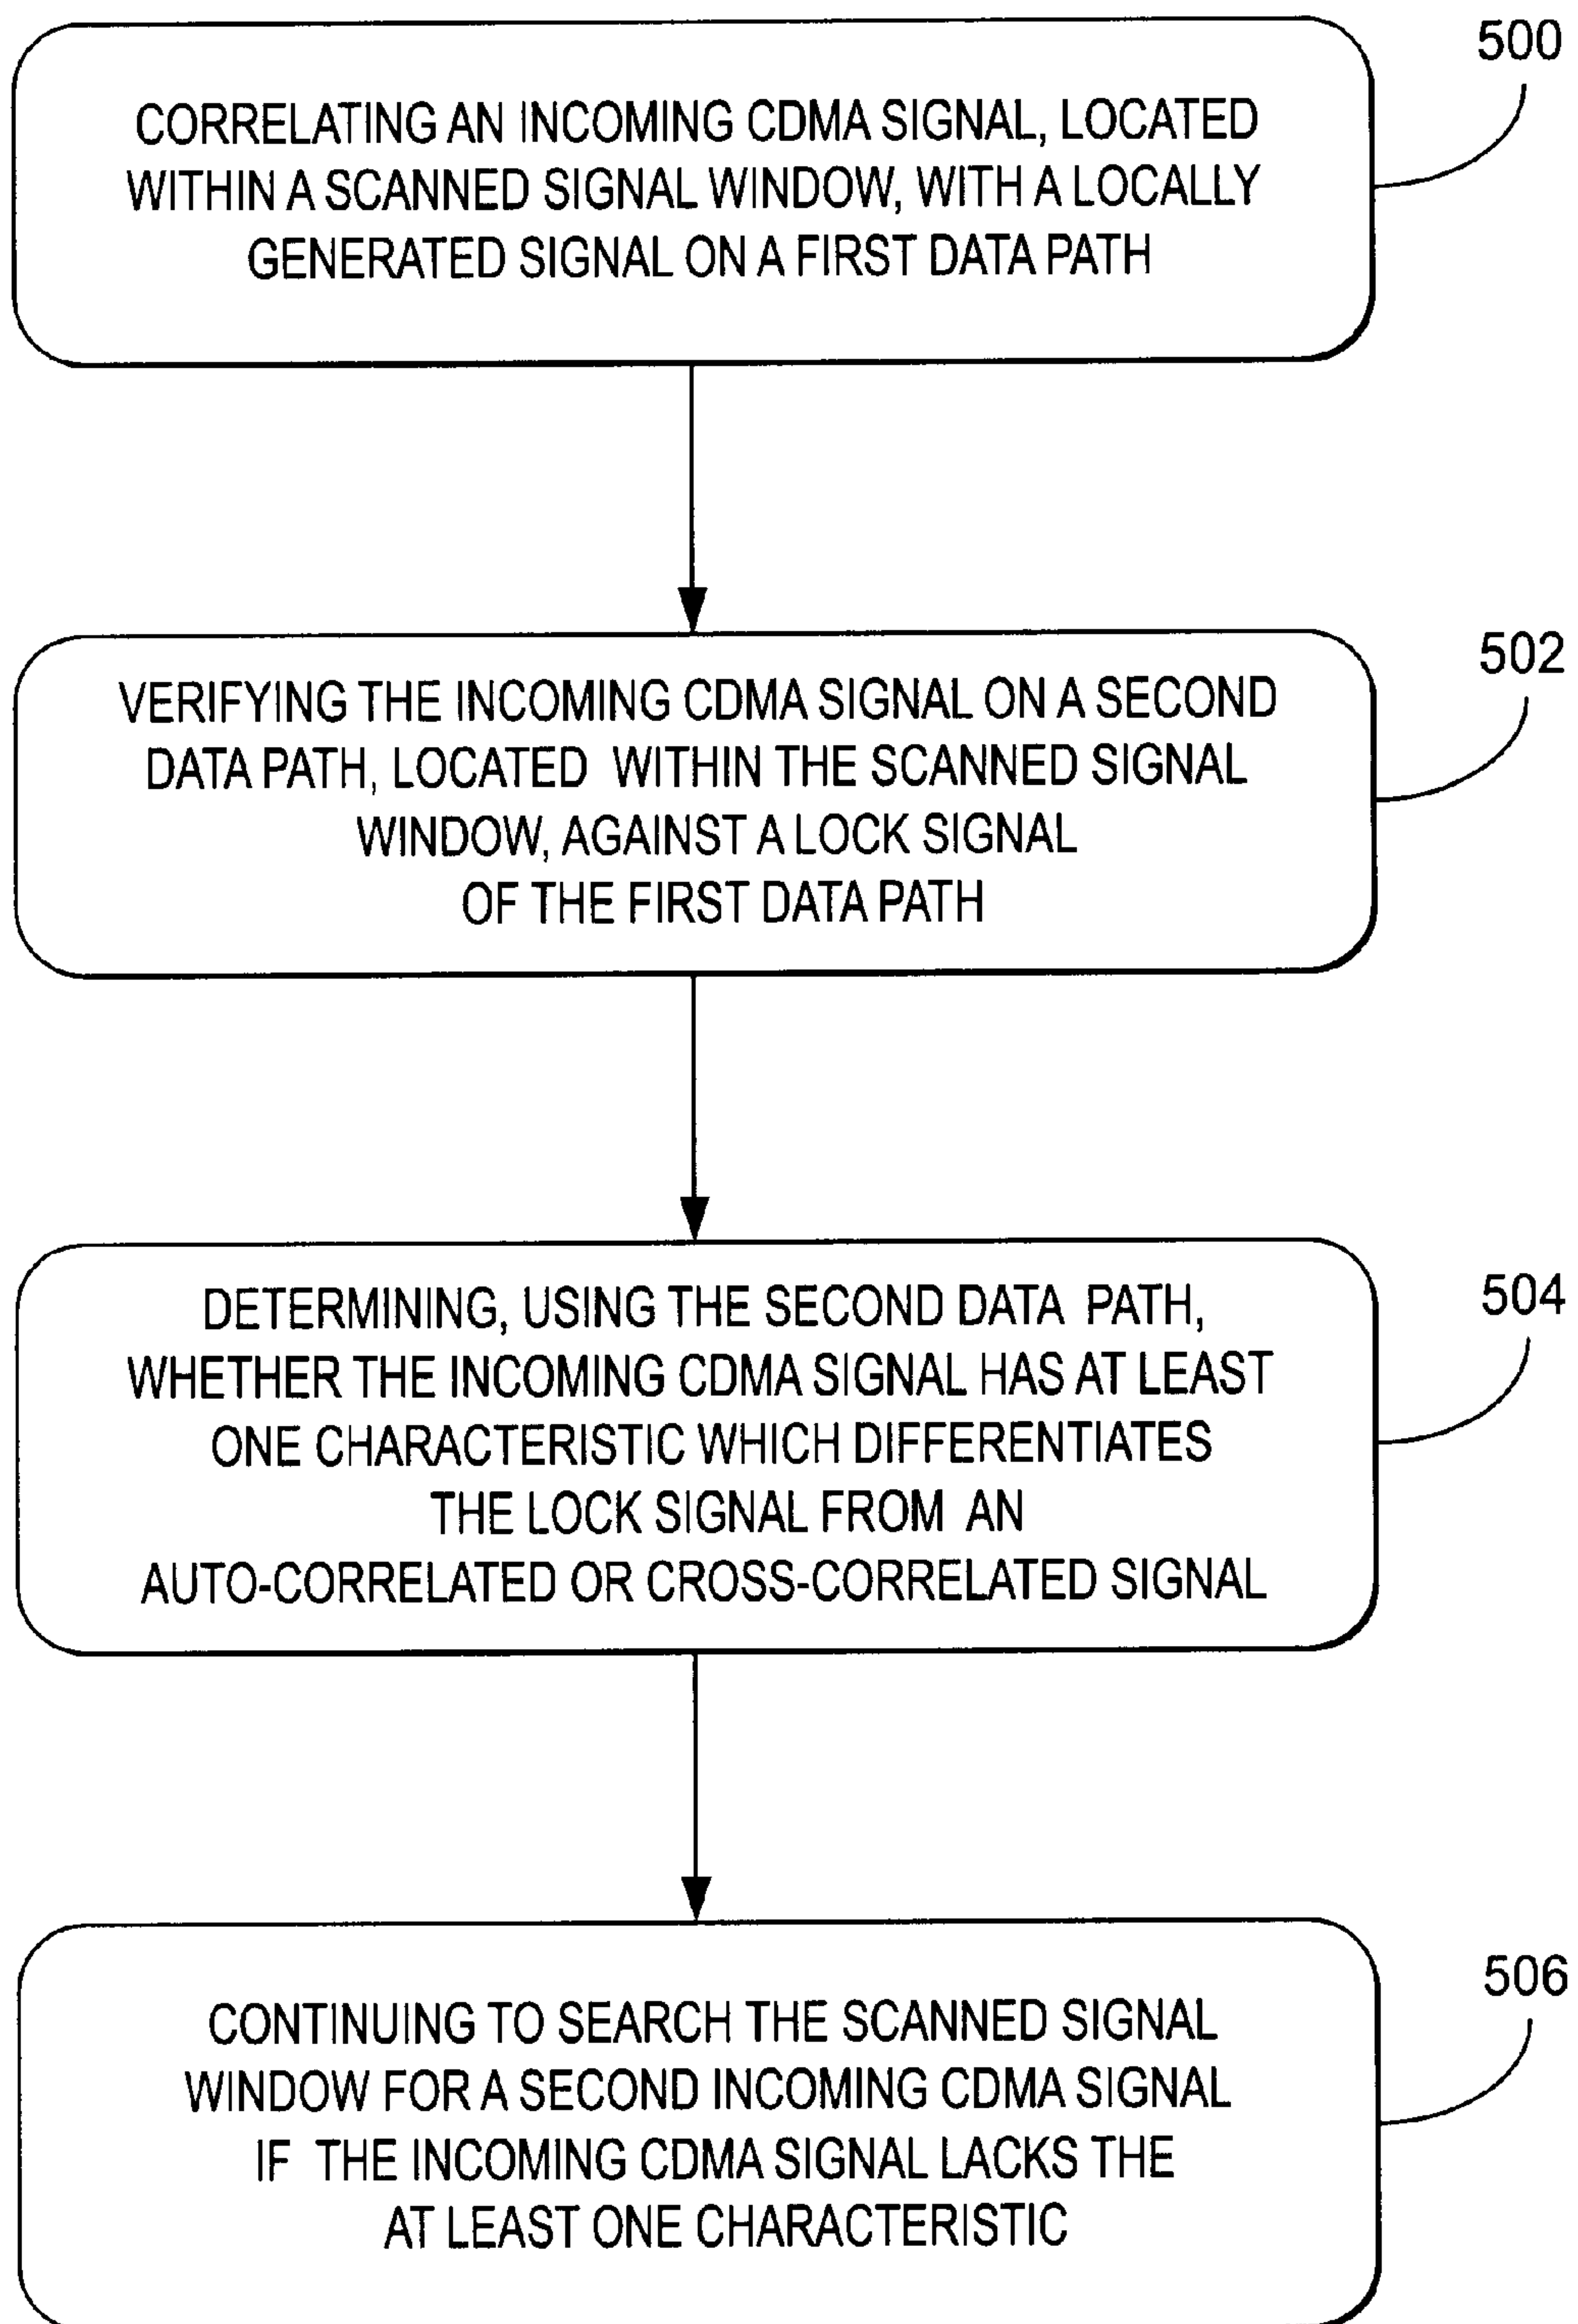 500
CORRELATING AN INCOMING CDMA SIGNAL, LOCATED
WITHIN A SCANNED SIGNAL WINDOW, WITH A LOCALLY
GENERATED SIGNAL ON A FIRST DATA PATH
502
VERIFYING THE INCOMING CDMA SIGNAL ON A SECOND
DATA PATH, LOCATED WITHIN THE SCANNED SIGNAL
WINDOW, AGAINST A LOCK SIGNAL
OF THE FIRST DATA PATH
504
DETERMINING, USING THE SECOND DATA PATH,
WHETHER THE INCOMING CDMA SIGNAL HAS AT LEAST
ONE CHARACTERISTIC WHICH DIFFERENTIATES
THE LOCK SIGNAL FROM AN
AUTO-CORRELATED OR CROSS-CORRELATED SIGNAL
506
CONTINUING TO SEARCH THE SCANNED SIGNAL
WINDOW FOR A SECOND INCOMING CDMA SIGNAL
IF THE INCOMING CDMA SIGNAL LACKS THE
AT LEAST ONE CHARACTERISTIC